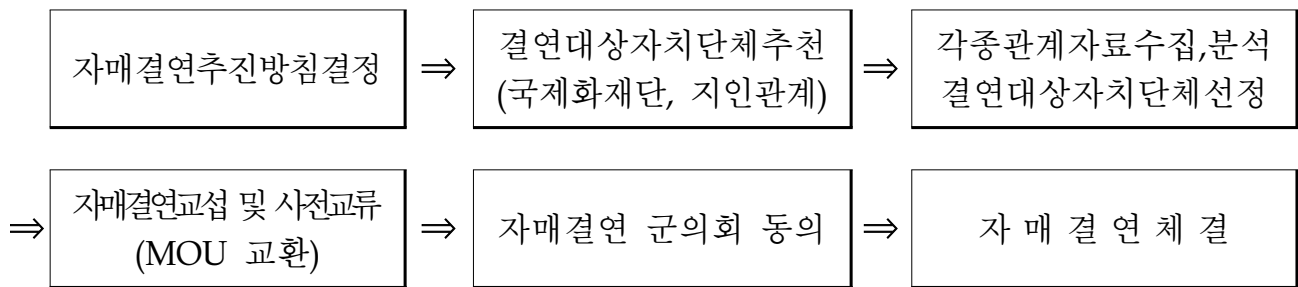 자매결연추진방침결정 ⇒ 결연대상자치단체추천 (국제화재단, 지인관계) ⇒ 각종관계자료수집,분석 결연대상자치단체선정
⇒ 자매결연교섭 및 사전교류 (MOU 교환) ⇒ 자매결연 군의회 동의 ⇒ 자 매 결 연 체 결